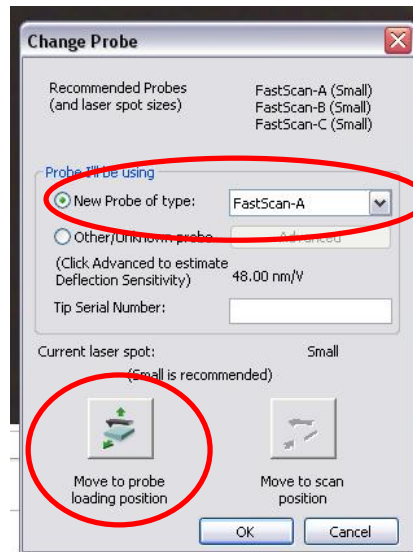 Change Probe
Recommended Probes FastScan-A (Small)
(and laser spot sizes) FastScan-B (Small)
FastScan-C (Small)
Probe I'll be using
New Probe of type: FastScan-A
Other/Unknown probe Advanced
(Click Advanced to estimate
Deflection Sensitivity) 48.00 nm/V
Tip Serial Number:
Current laser spot: Small
(Small is recommended)
Move to probe Move to scan
loading position position
OK Cancel